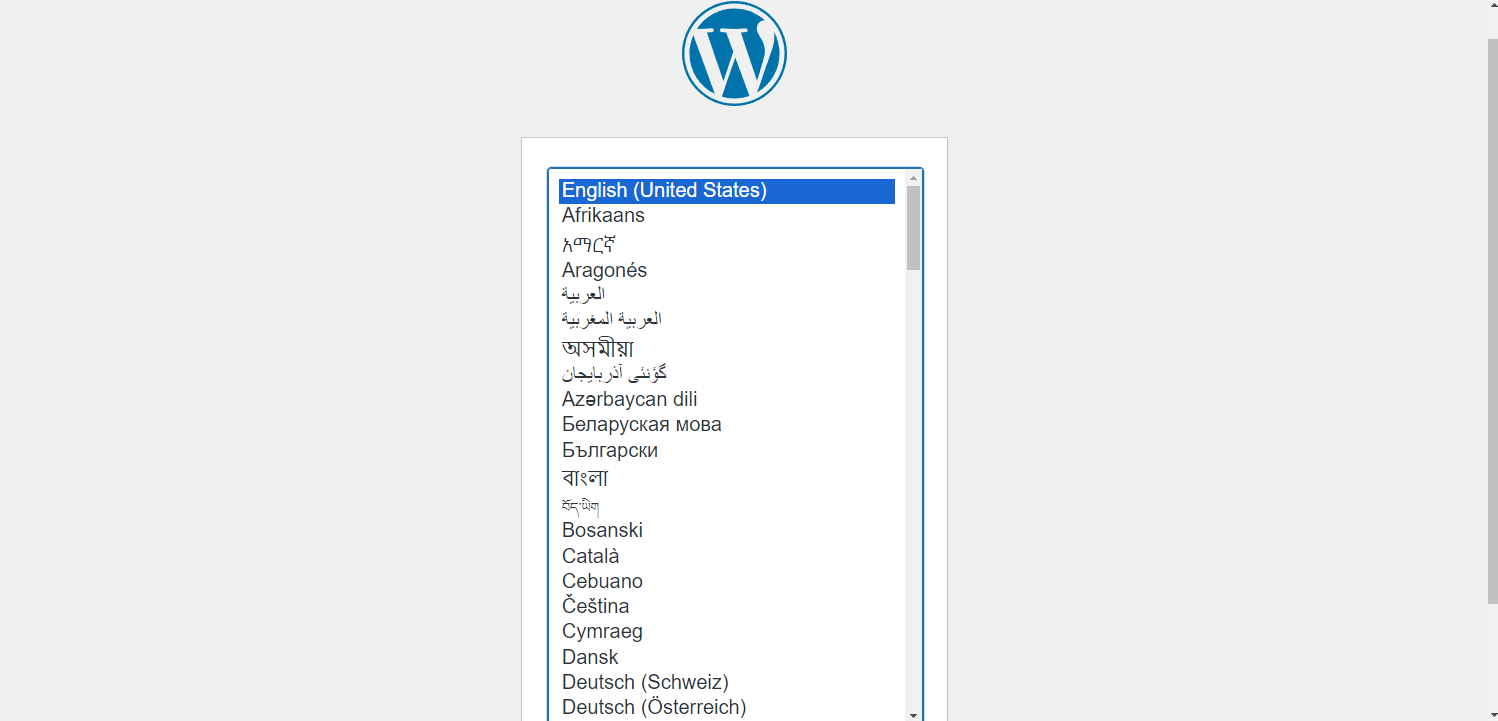 English (United States)
Afrikaans
አማርኛ
Aragonés
العربية
العربية المغربية
অসমীয়া
گؤنئی آذربایجان
Azərbaycan dili
Беларуская мова
Български
বাংলা
བོད་ཡིག
Bosanski
Català
Cebuano
Čeština
Cymraeg
Dansk
Deutsch (Schweiz)
Deutsch (Österreich)